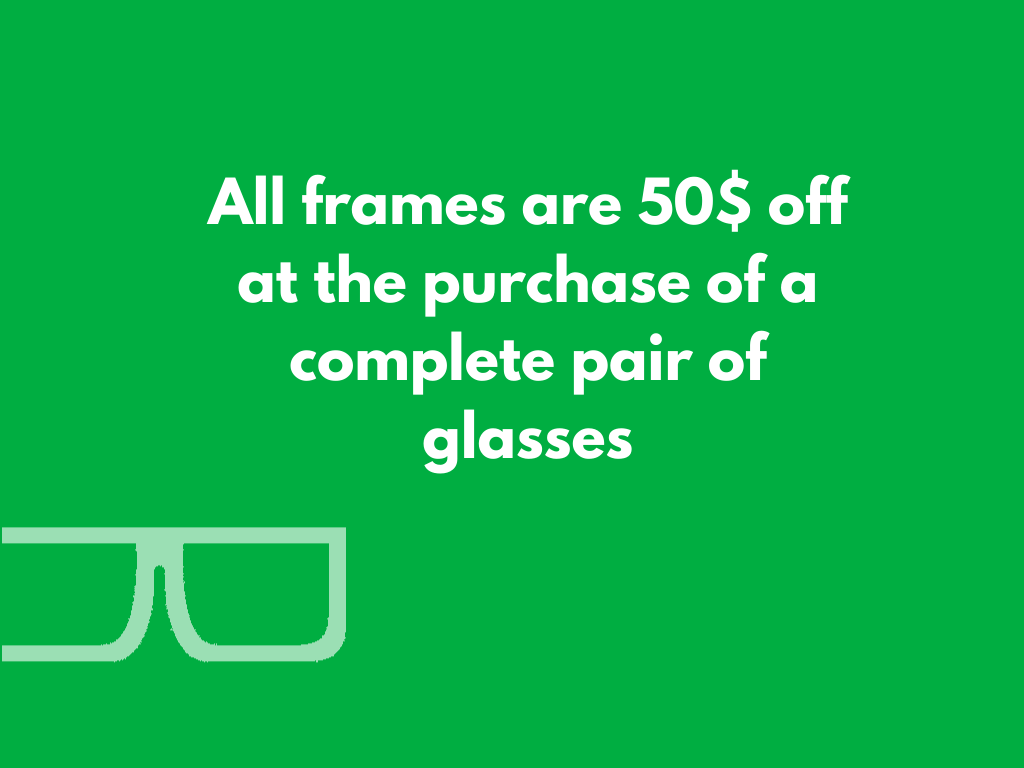 All frames are 50$ off
at the purchase of a
complete pair of
glasses